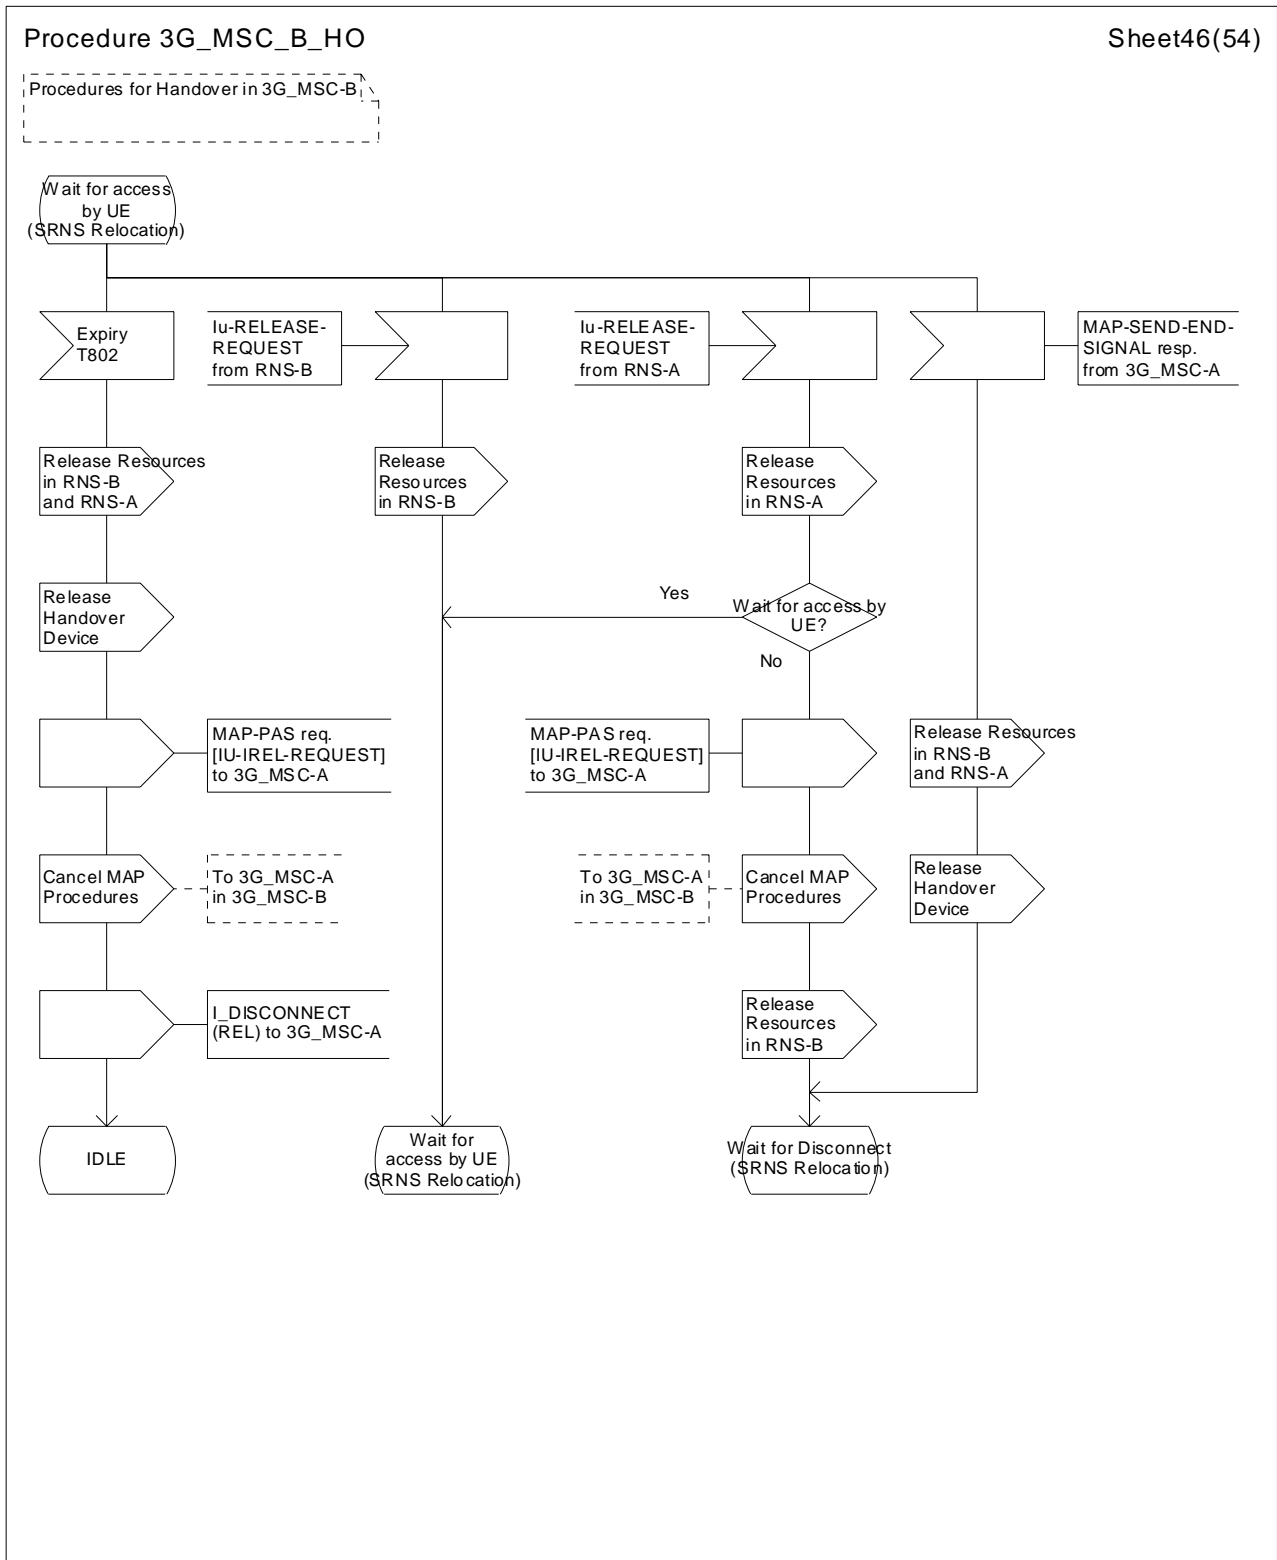 Procedure 3G_MSC_B_HO
Sheet46(54)
Procedures for Handover in 3G_MSC-B
Wait for access
by UE
(SRNS Relocation)
Expiry
T802
Iu-RELEASE-
REQUEST
from RNS-B
Iu-RELEASE-
REQUEST
from RNS-A
MAP-SEND-END-
SIGNAL resp.
from 3G_MSC-A
Release Resources
in RNS-B
and RNS-A
Release
Resources
in RNS-B
Release
Resources
in RNS-A
Release
Handover
Device
Yes
Wait for access by
UE?
No
MAP-PAS req.
[IU-IREL-REQUEST]
to 3G_MSC-A
MAP-PAS req.
[IU-IREL-REQUEST]
to 3G_MSC-A
Release Resources
in RNS-B
and RNS-A
Cancel MAP
Procedures
To 3G_MSC-A
in 3G_MSC-B
To 3G_MSC-A
in 3G_MSC-B
Cancel MAP
Procedures
Release
Handover
Device
I_DISCONNECT
(REL) to 3G_MSC-A
Release
Resources
in RNS-B
IDLE
Wait for
access by UE
(SRNS Relocation)
Wait for Disconnect
(SRNS Relocation)